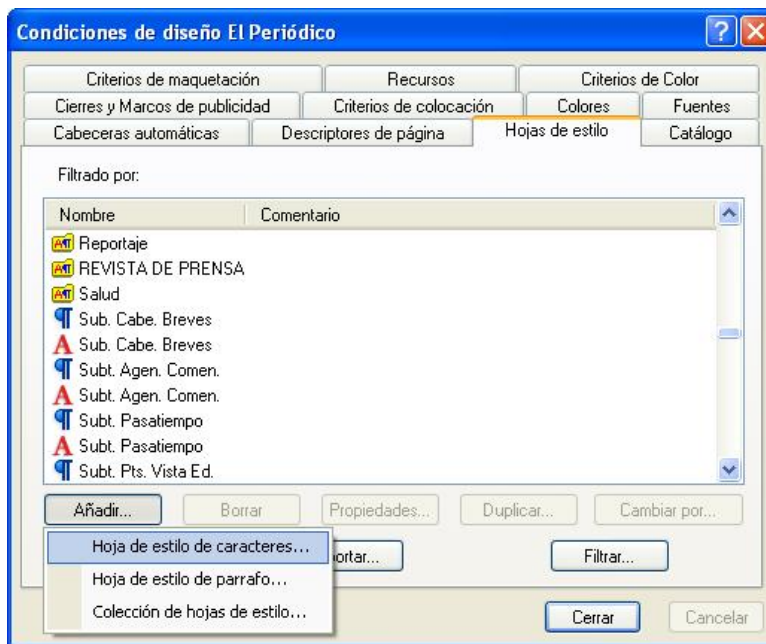 Condiciones de diseño El Periódico
Criterios de maquetación Recursos Criterios de Color
Cierres y Marcos de publicidad Criterios de colocación Colores Fuentes
Cabeceras automáticas Descriptores de página Hojas de estilo Catálogo
Filtrado por:
Nombre Comentario
Reportaje
REVISTA DE PRENSA
Salud
Sub. Cabe. Breves
Sub. Cabe. Breves
Subt. Agen. Comen.
Subt. Agen. Comen.
Subt. Pasatiempo
Subt. Pasatiempo
Subt. Pts. Vista Ed.
Añadir... Borrar Propiedades... Duplicar... Cambiar por...
Hoja de estilo de caracteres...
ortar... Filtrar...
Hoja de estilo de parrafo...
Colección de hojas de estilo...
Cerrar Cancelar